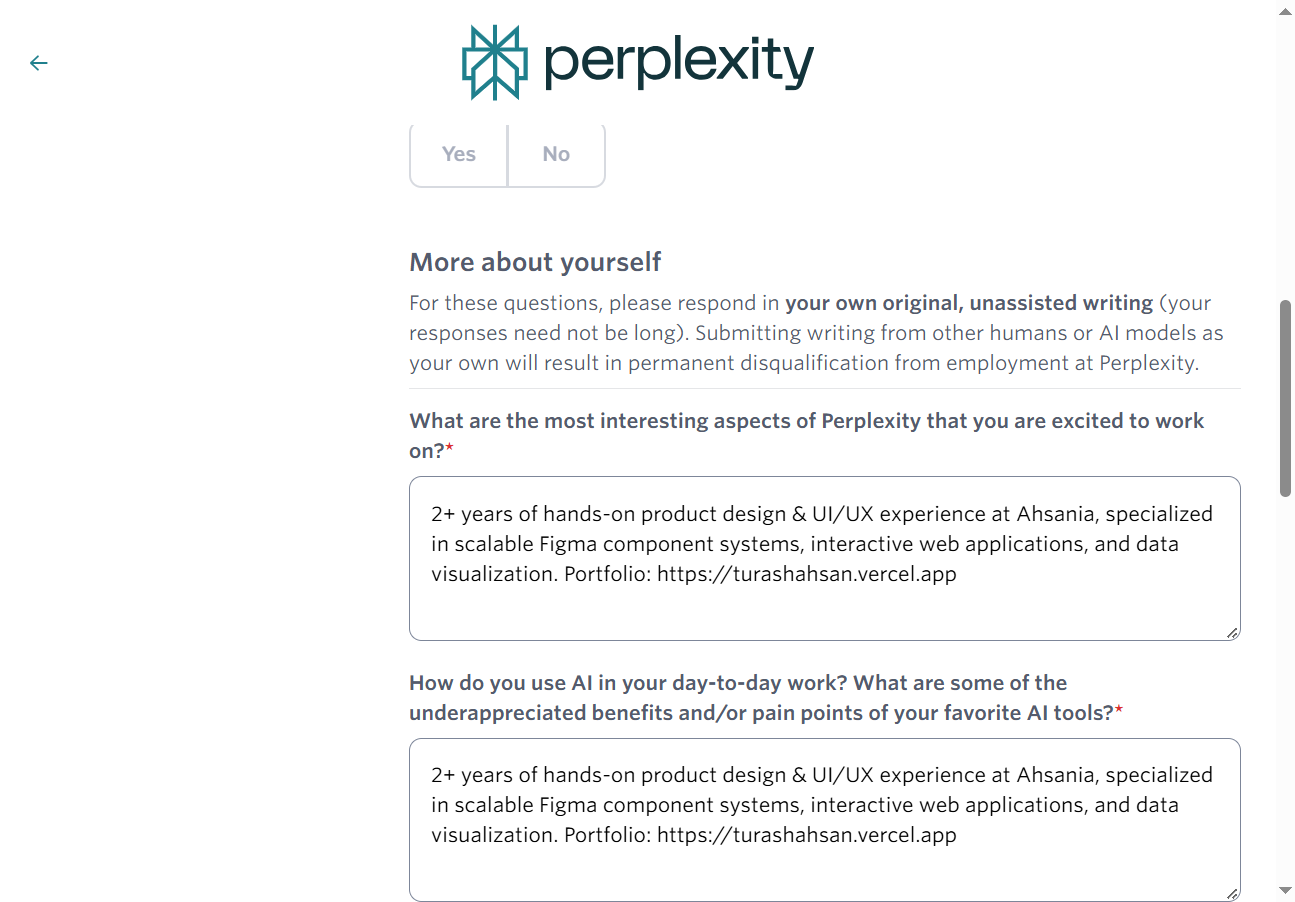 perplexity
Yes No
More about yourself
For these questions, please respond in your own original, unassisted writing (your
responses need not be long). Submitting writing from other humans or AI models as
your own will result in permanent disqualification from employment at Perplexity.
What are the most interesting aspects of Perplexity that you are excited to work
on?*
2+ years of hands-on product design & UI/UX experience at Ahsania, specialized
in scalable Figma component systems, interactive web applications, and data
visualization. Portfolio: https://turashahsan.vercel.app
How do you use AI in your day-to-day work? What are some of the
underappreciated benefits and/or pain points of your favorite AI tools?*
2+ years of hands-on product design & UI/UX experience at Ahsania, specialized
in scalable Figma component systems, interactive web applications, and data
visualization. Portfolio: https://turashahsan.vercel.app